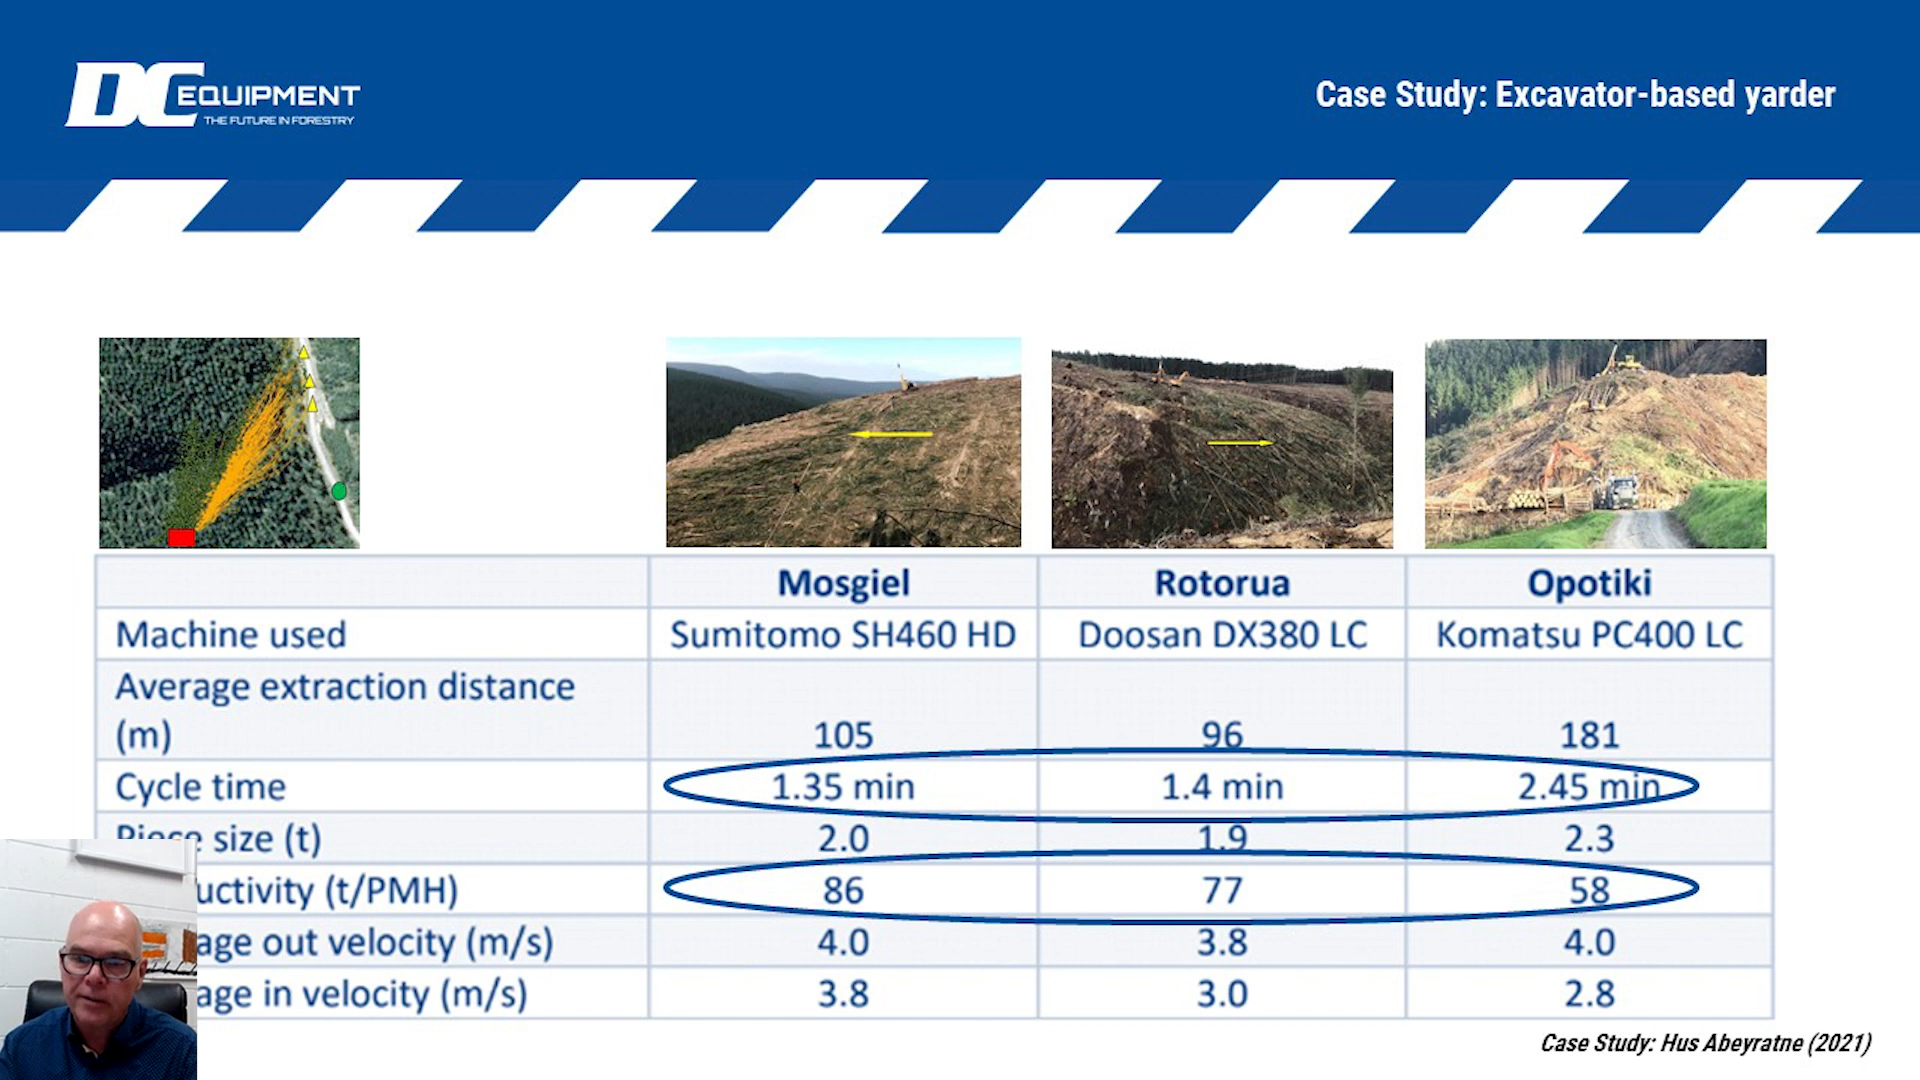 DC EQUIPMENT
THE FUTURE IN FORESTRY
Case Study: Excavator-based yarder
Mosgiel Rotorua Opotiki
Machine used Sumitomo SH460 HD Doosan DX380 LC Komatsu PC400 LC
Average extraction distance
(m) 105 96 181
Cycle time 1.35 min 1.4 min 2.45 min
Piece size (t) 2.0 1.9 2.3
uctivity (t/PMH) 86 77 58
age out velocity (m/s) 4.0 3.8 4.0
age in velocity (m/s) 3.8 3.0 2.8
Case Study: Hus Abeyratne (2021)